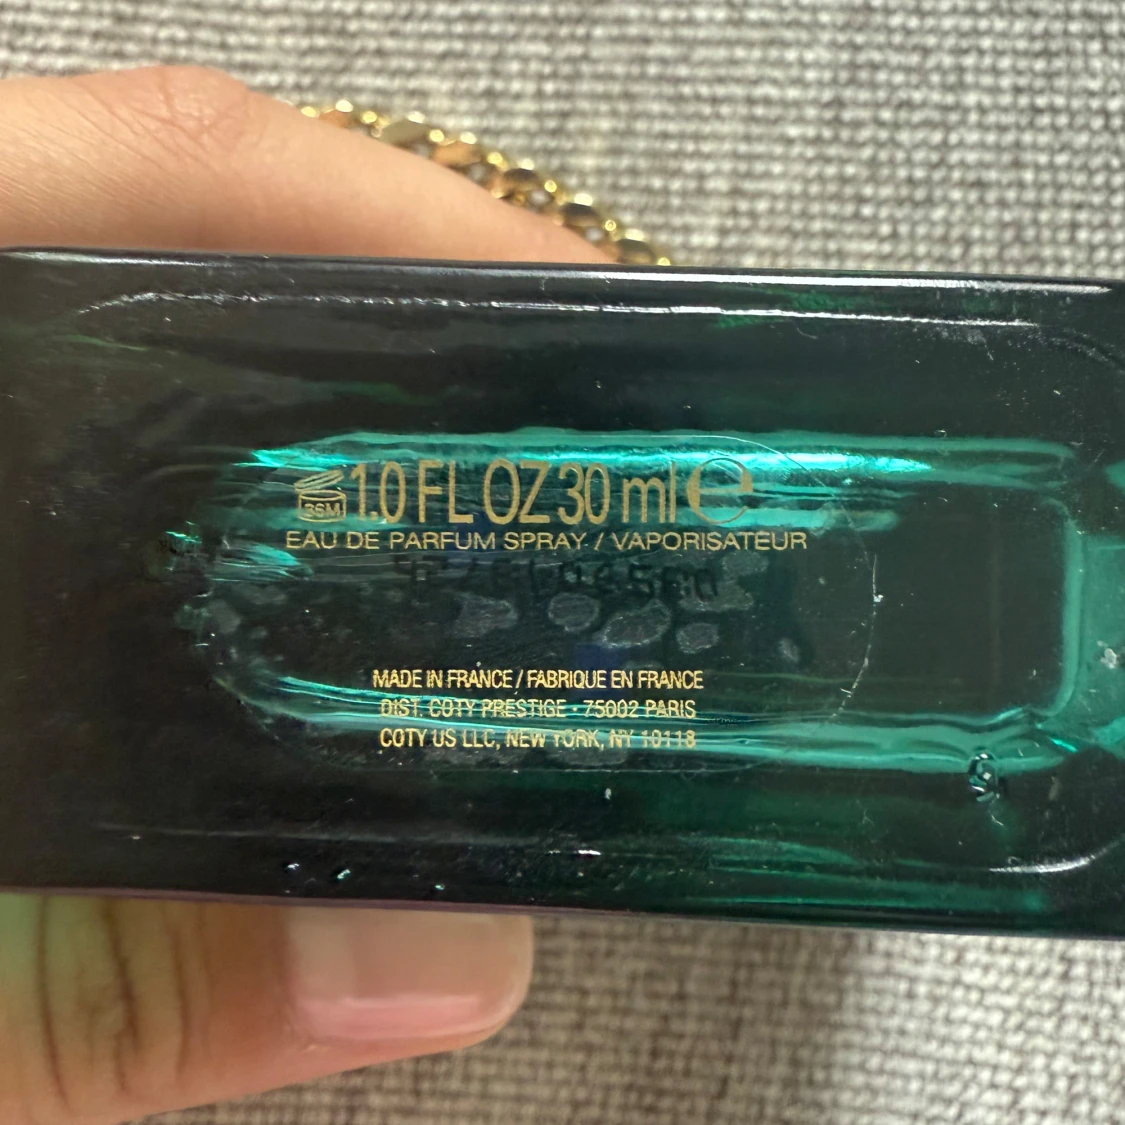 36M 1.0 FL OZ 30 ml e
EAU DE PARFUM SPRAY / VAPORISATEUR
MADE IN FRANCE / FABRIQUE EN FRANCE
DIST. COTY PRESTIGE · 75002 PARIS
COTY US LLC, NEW YORK, NY 10118